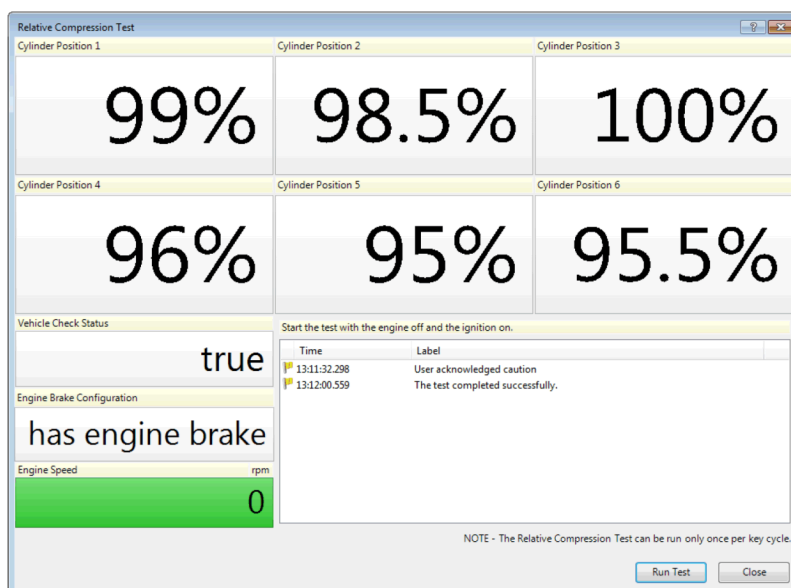 Relative Compression Test
?
Cylinder Position 1
Cylinder Position 2
Cylinder Position 3
99%
98.5%
100%
Cylinder Position 4
Cylinder Position 5
Cylinder Position 6
96%
95%
95.5%
Vehicle Check Status
true
Engine Brake Configuration
has engine brake
Engine Speed rpm
0
Start the test with the engine off and the ignition on.
Time Label
13:11:32.298 User acknowledged caution
13:12:00.559 The test completed successfully.
NOTE - The Relative Compression Test can be run only once per key cycle.
Run Test
Close